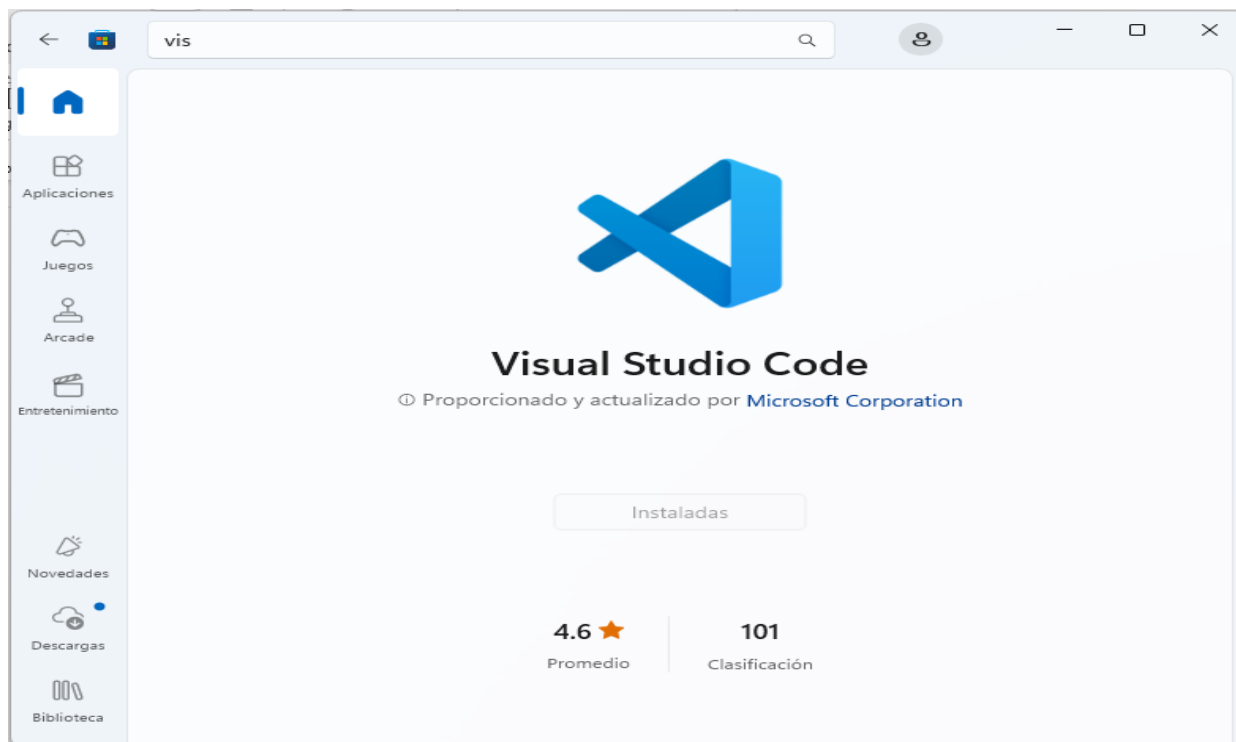 vis
Aplicaciones
Juegos
Arcade
Entretenimiento
Novedades
Descargas
Biblioteca
Visual Studio Code
Proporcionado y actualizado por Microsoft Corporation
Instaladas
4.6 101
Promedio Clasificación